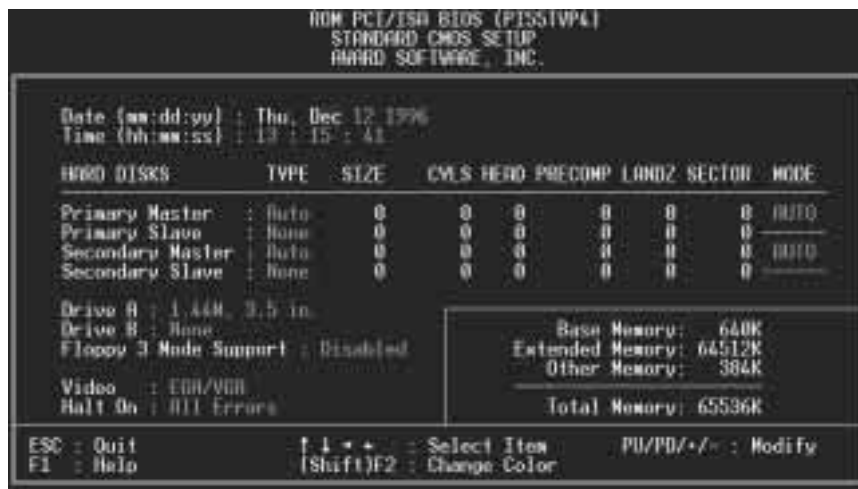 ROM PCI/ISA BIOS (PI55TVP4)
STANDARD CMOS SETUP
AWARD SOFTWARE, INC.
Date (mm:dd:yy) : Thu, Dec 12 1996
Time (hh:mm:ss) : 13 : 15 : 41
HARD DISKS TYPE SIZE CYLS HEAD PRECOMP LANDZ SECTOR MODE
Primary Master : Auto 0 0 0 0 0 0 AUTO
Primary Slave : None 0 0 0 0 0 0 ------
Secondary Master : Auto 0 0 0 0 0 0 AUTO
Secondary Slave : None 0 0 0 0 0 0 ------
Drive A : 1.44M, 3.5 in.
Drive B : None
Floppy 3 Mode Support : Disabled
Video : EGA/VGA
Halt On : All Errors
Base Memory: 640K
Extended Memory: 64512K
Other Memory: 384K
Total Memory: 65536K
ESC : Quit ↑ ↓ → ← : Select Item PU/PD/+/- : Modify
F1 : Help (Shift)F2 : Change Color